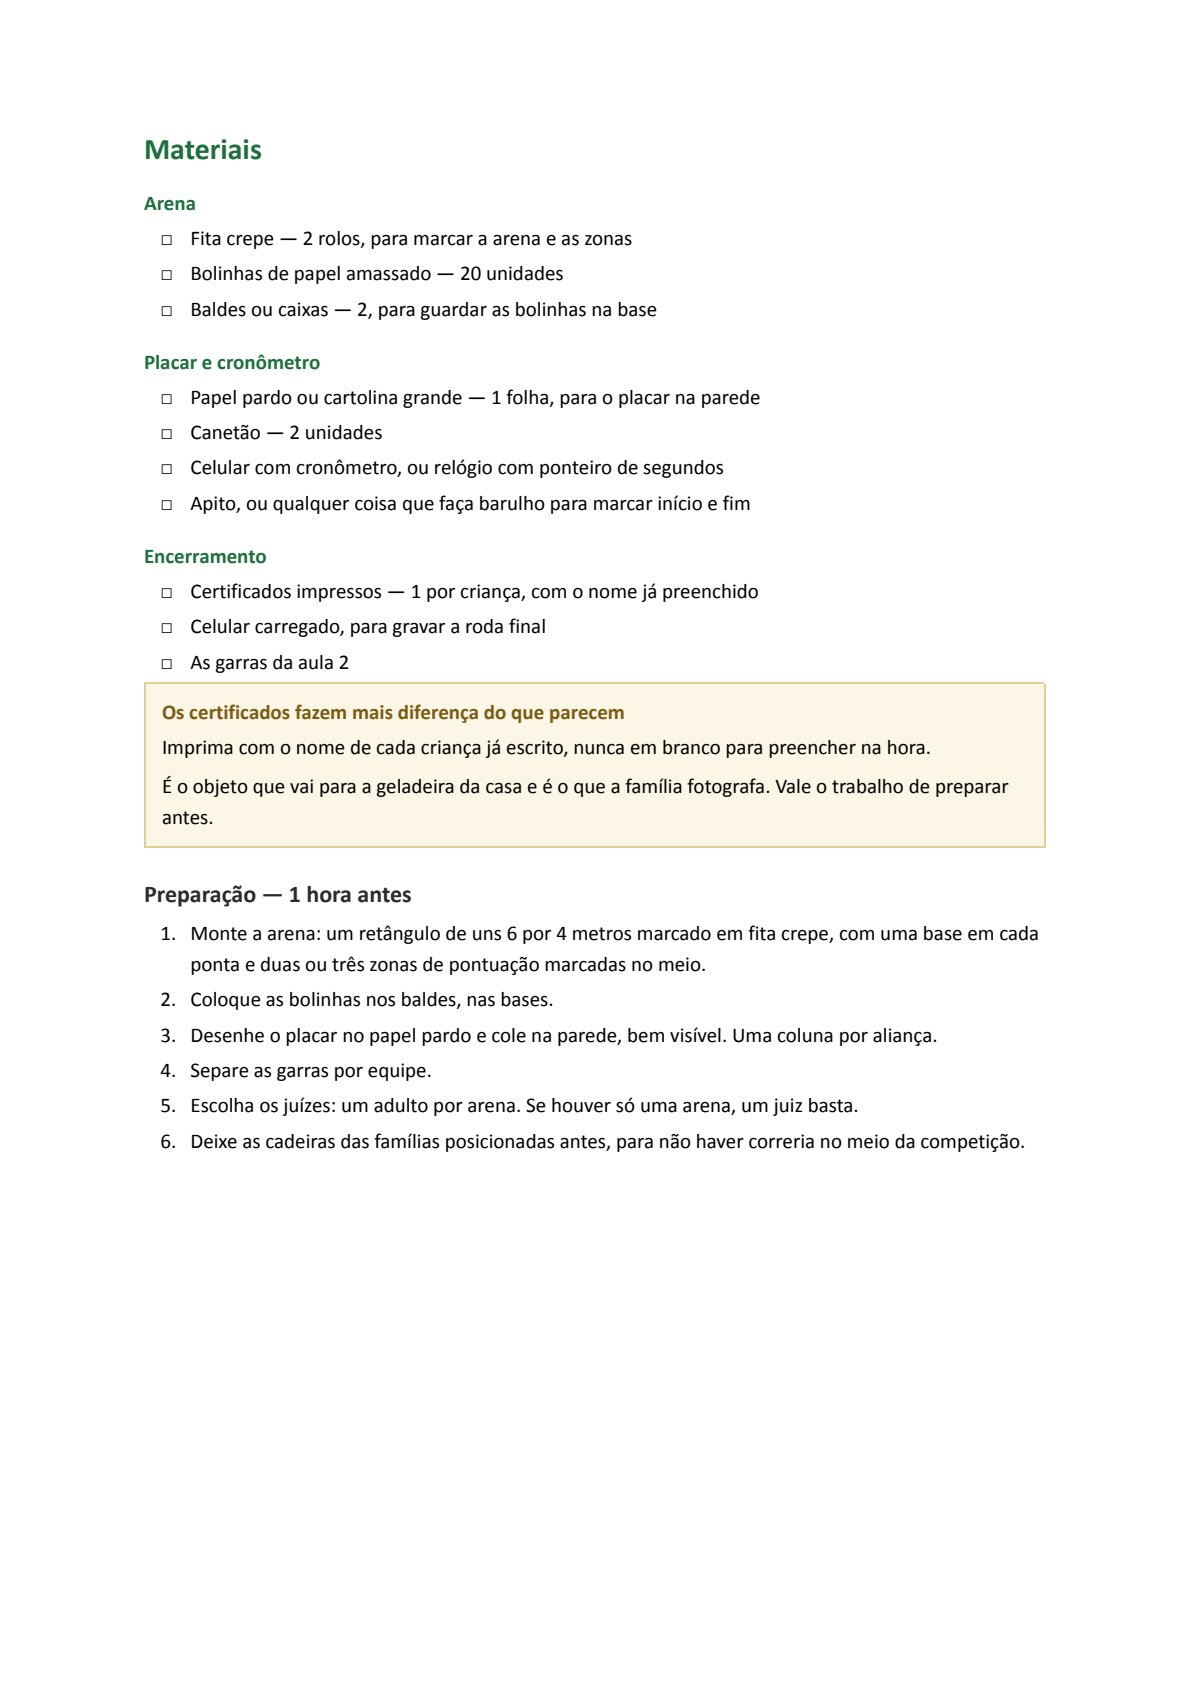 Materiais
Arena
□ Fita crepe — 2 rolos, para marcar a arena e as zonas
□ Bolinhas de papel amassado — 20 unidades
□ Baldes ou caixas — 2, para guardar as bolinhas na base
Placar e cronômetro
□ Papel pardo ou cartolina grande — 1 folha, para o placar na parede
□ Canetão — 2 unidades
□ Celular com cronômetro, ou relógio com ponteiro de segundos
□ Apito, ou qualquer coisa que faça barulho para marcar início e fim
Encerramento
□ Certificados impressos — 1 por criança, com o nome já preenchido
□ Celular carregado, para gravar a roda final
□ As garras da aula 2
Os certificados fazem mais diferença do que parecem
Imprima com o nome de cada criança já escrito, nunca em branco para preencher na hora.
É o objeto que vai para a geladeira da casa e é o que a família fotografa. Vale o trabalho de preparar
antes.
Preparação — 1 hora antes
1. Monte a arena: um retângulo de uns 6 por 4 metros marcado em fita crepe, com uma base em cada
ponta e duas ou três zonas de pontuação marcadas no meio.
2. Coloque as bolinhas nos baldes, nas bases.
3. Desenhe o placar no papel pardo e cole na parede, bem visível. Uma coluna por aliança.
4. Separe as garras por equipe.
5. Escolha os juízes: um adulto por arena. Se houver só uma arena, um juiz basta.
6. Deixe as cadeiras das famílias posicionadas antes, para não haver correria no meio da competição.